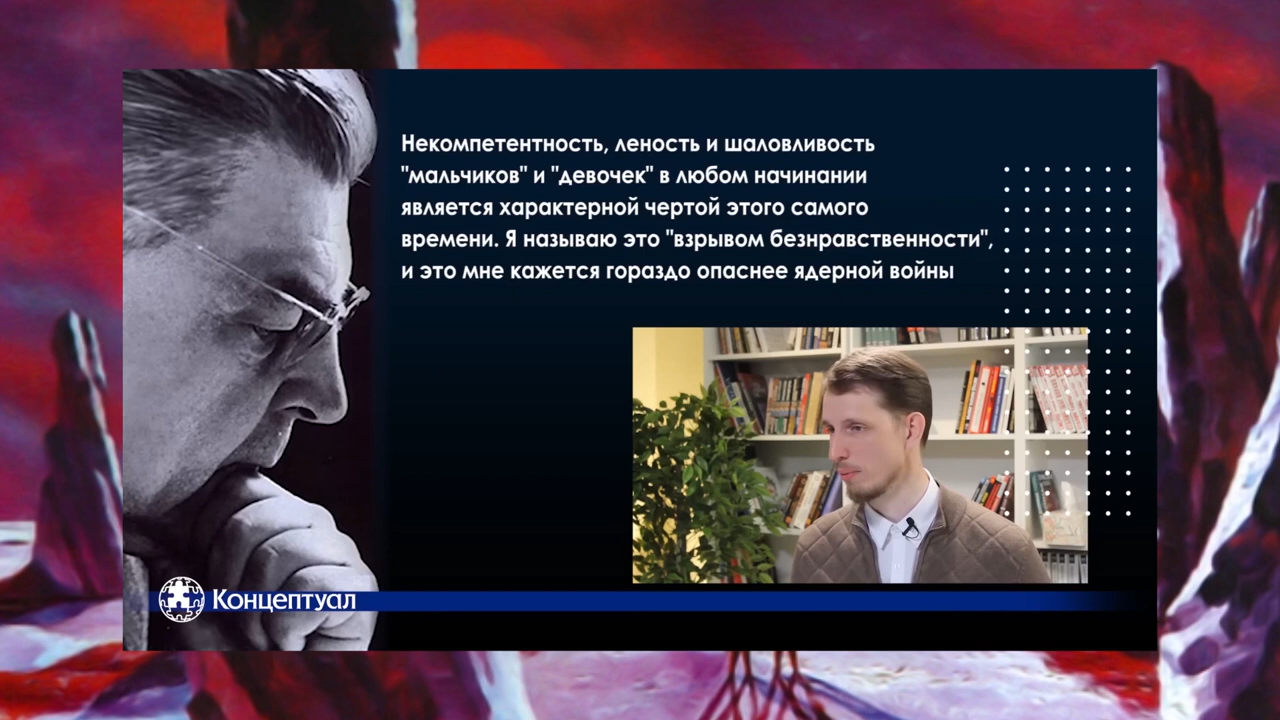 Некомпетентность, леность и шаловливость
"мальчиков" и "девочек" в любом начинании
является характерной чертой этого самого
времени. Я называю это "взрывом безнравственности",
и это мне кажется гораздо опаснее ядерной войны
Концептуал